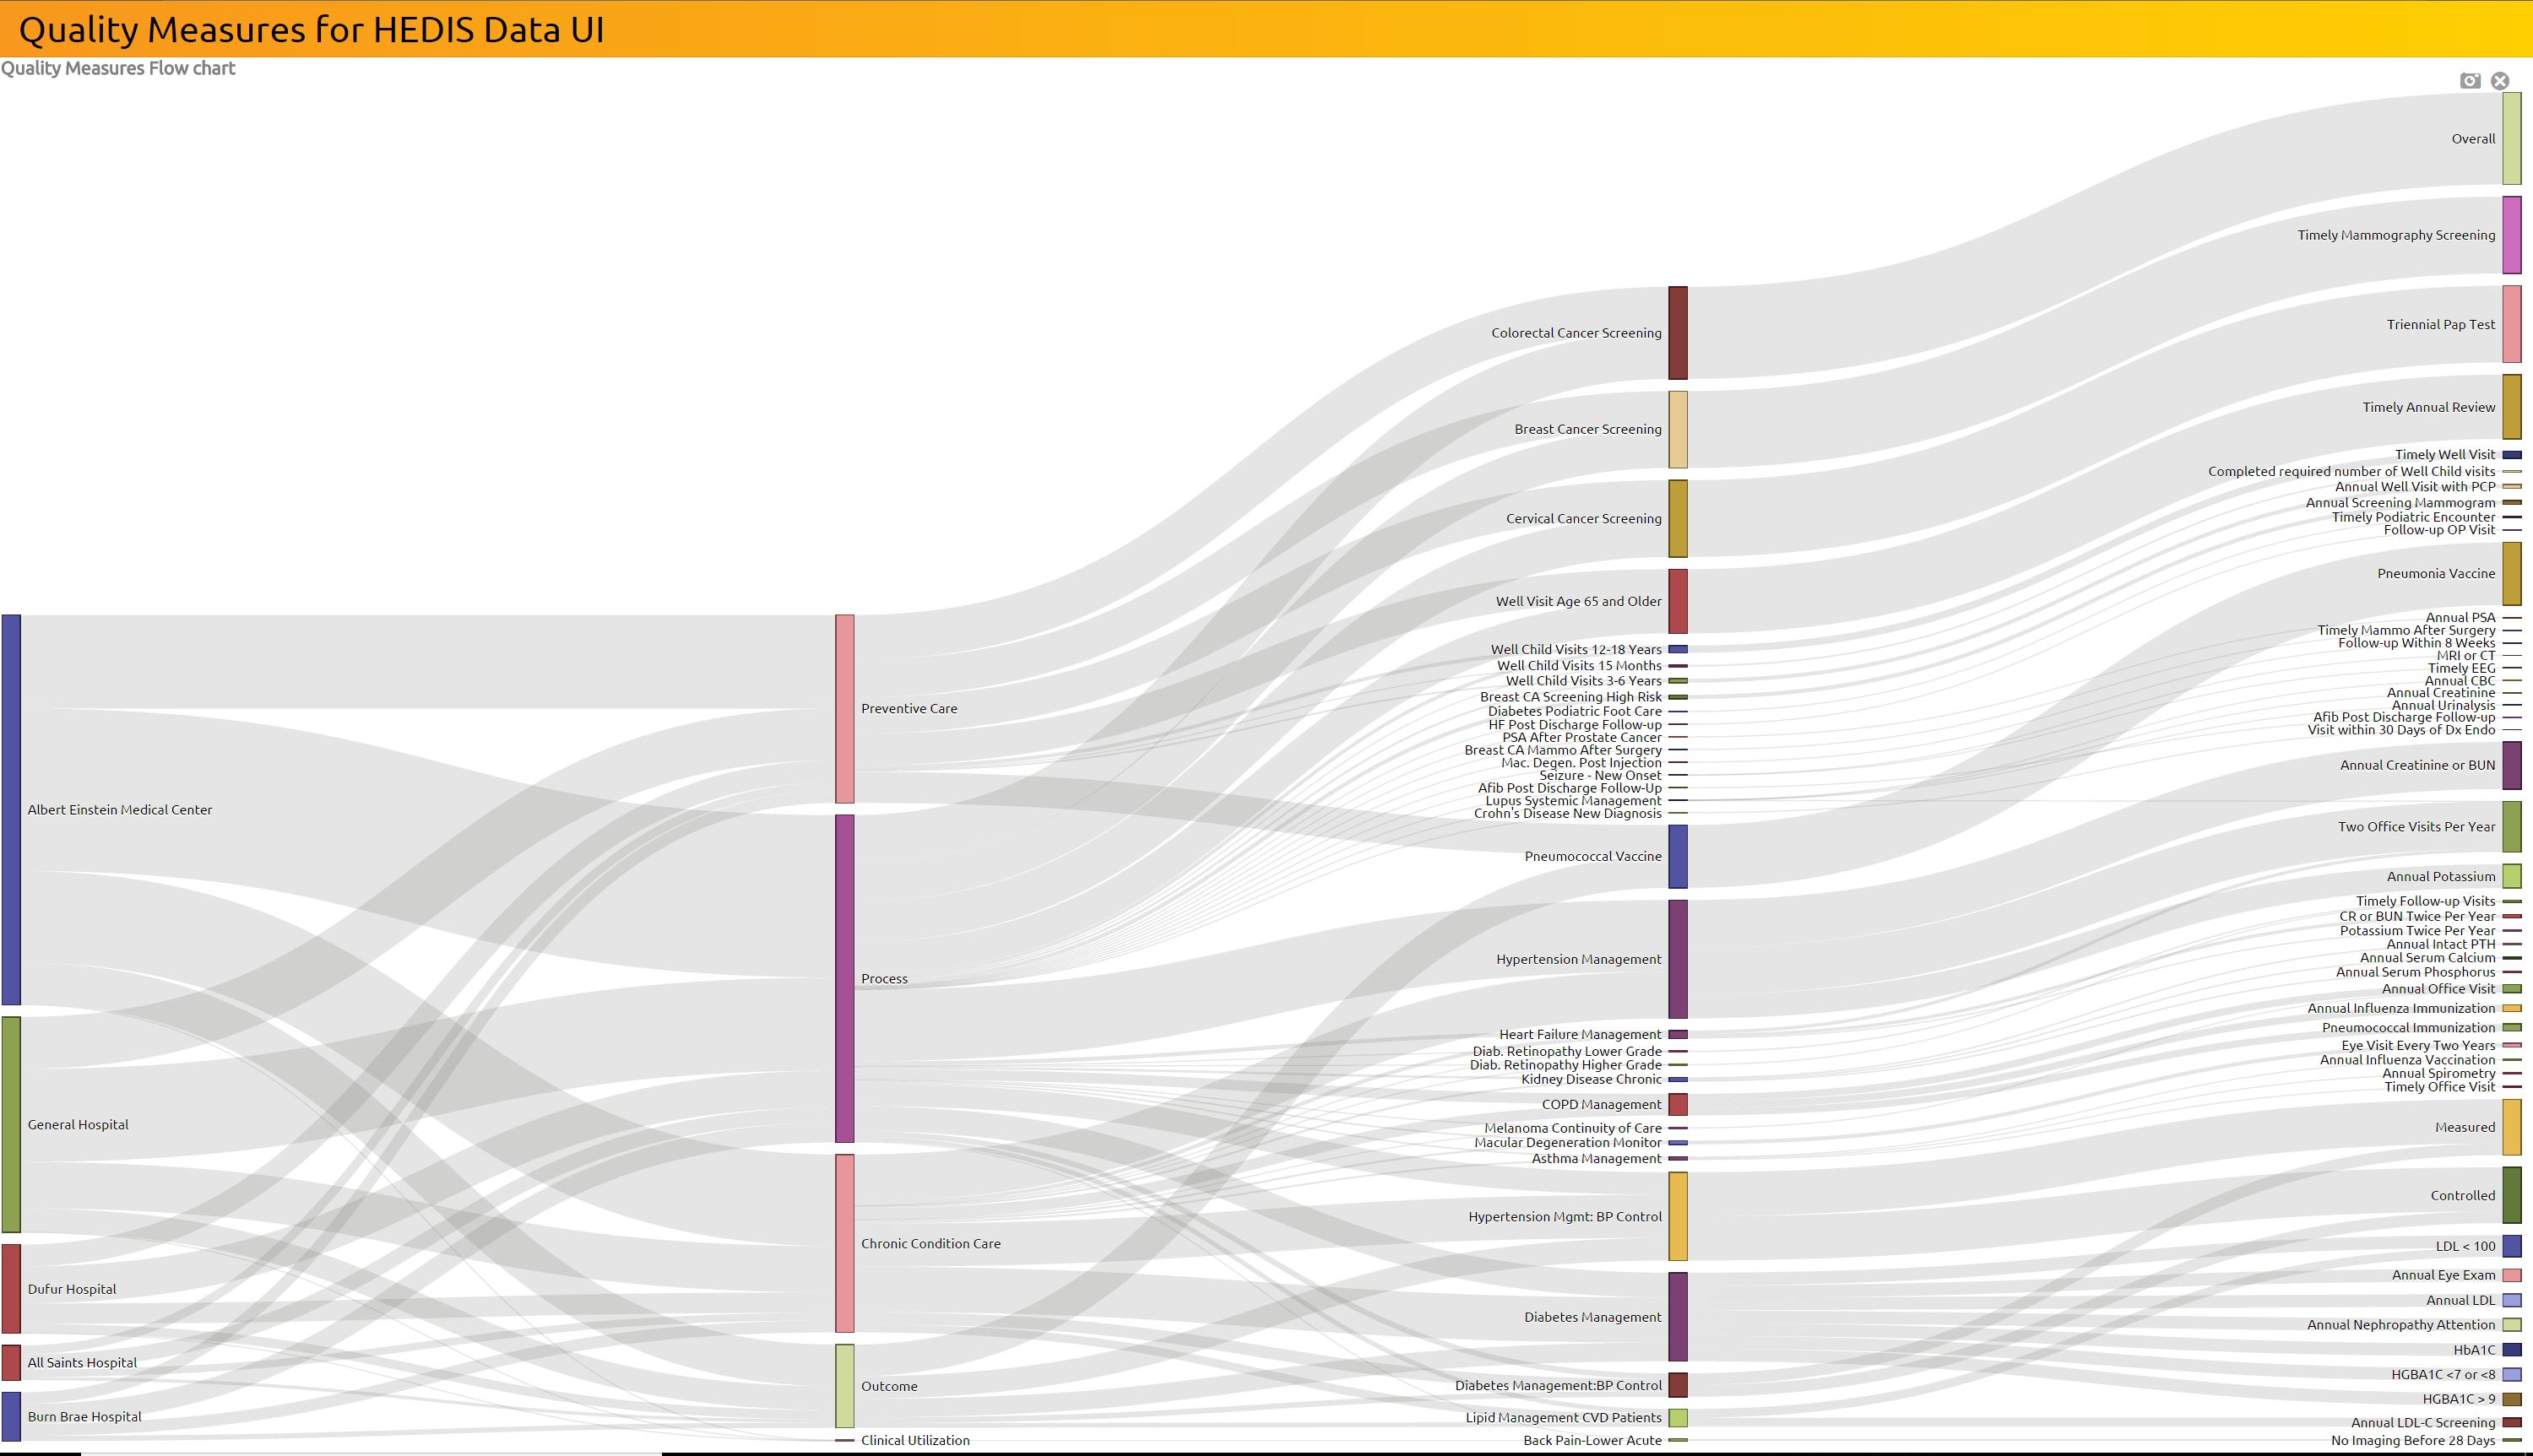 Quality Measures for HEDIS Data UI
Quality Measures Flow chart
Albert Einstein Medical Center
General Hospital
Dufur Hospital
All Saints Hospital
Burn Brae Hospital
Preventive Care
Process
Chronic Condition Care
Outcome
Clinical Utilization
Colorectal Cancer Screening
Breast Cancer Screening
Cervical Cancer Screening
Well Visit Age 65 and Older
Well Child Visits 12-18 Years
Well Child Visits 15 Months
Well Child Visits 3-6 Years
Breast CA Screening High Risk
Diabetes Podiatric Foot Care
HF Post Discharge Follow-up
PSA After Prostate Cancer
Breast CA Mammo After Surgery
Mac. Degen. Post Injection
Seizure - New Onset
Afib Post Discharge Follow-Up
Lupus Systemic Management
Crohn's Disease New Diagnosis
Pneumococcal Vaccine
Hypertension Management
Heart Failure Management
Diab. Retinopathy Lower Grade
Diab. Retinopathy Higher Grade
Kidney Disease Chronic
COPD Management
Melanoma Continuity of Care
Macular Degeneration Monitor
Asthma Management
Hypertension Mgmt: BP Control
Diabetes Management
Diabetes Management:BP Control
Lipid Management CVD Patients
Back Pain-Lower Acute
Overall
Timely Mammography Screening
Triennial Pap Test
Timely Annual Review
Timely Well Visit
Completed required number of Well Child visits
Annual Well Visit with PCP
Annual Screening Mammogram
Timely Podiatric Encounter
Follow-up OP Visit
Pneumonia Vaccine
Annual PSA
Timely Mammo After Surgery
Follow-up Within 8 Weeks
MRI or CT
Timely EEG
Annual CBC
Annual Creatinine
Annual Urinalysis
Afib Post Discharge Follow-up
Visit within 30 Days of Dx Endo
Annual Creatinine or BUN
Two Office Visits Per Year
Annual Potassium
Timely Follow-up Visits
CR or BUN Twice Per Year
Potassium Twice Per Year
Annual Intact PTH
Annual Serum Calcium
Annual Serum Phosphorus
Annual Office Visit
Annual Influenza Immunization
Pneumococcal Immunization
Eye Visit Every Two Years
Annual Influenza Vaccination
Annual Spirometry
Timely Office Visit
Measured
Controlled
LDL < 100
Annual Eye Exam
Annual LDL
Annual Nephropathy Attention
HbA1C
HGBA1C <7 or <8
HGBA1C > 9
Annual LDL-C Screening
No Imaging Before 28 Days